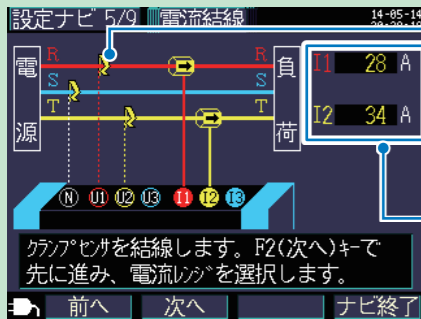 設定ナビ 5/9 電流結線 14-05-14
R R
S S
T T
電源
負荷
I1 28 A
I2 34 A
N U1 U2 U3 I1 I2 I3
クランプセンサを結線します。F2(次へ)キーで
先に進み、電流レンジを選択します。
前へ 次へ ナビ終了